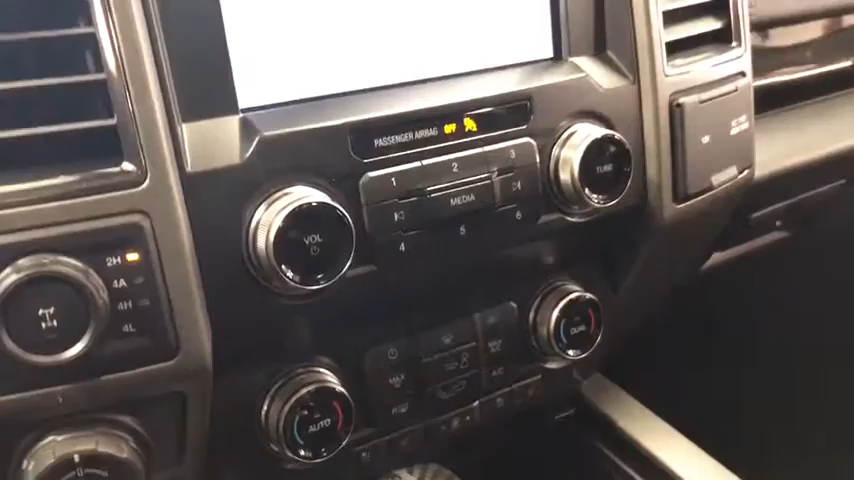 PASSENGER AIRBAG OFF
1 2 3
MEDIA
4 5 6
VOL
TUNE
2H
4A
4H
4L
MAX
A/C
MAX
R
A/C
AUTO
DUAL